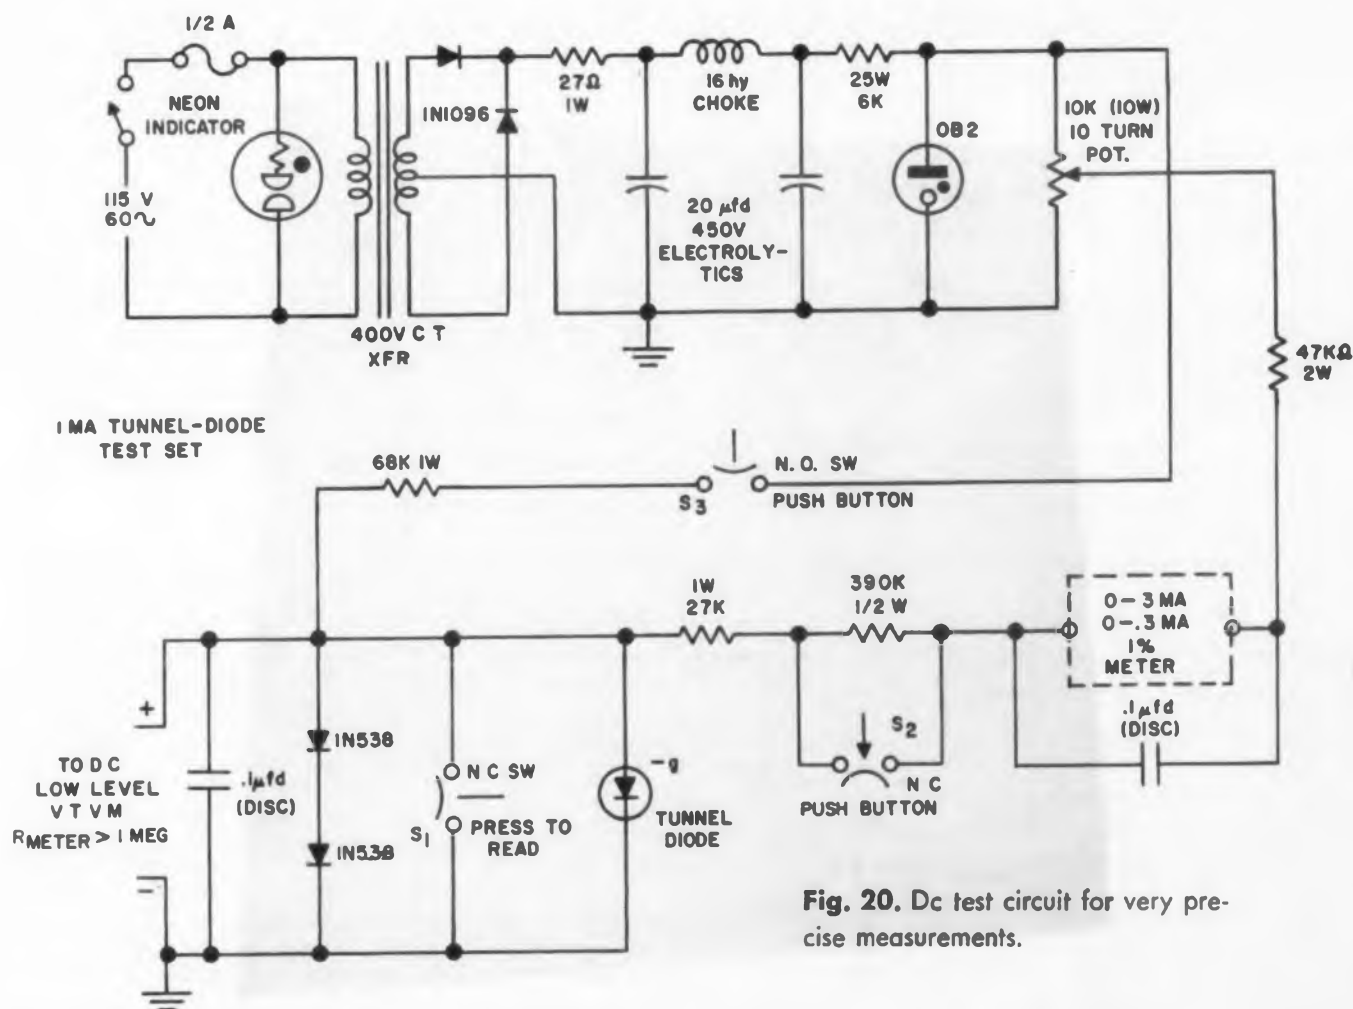 1/2 A
NEON
INDICATOR
115 V
60~
1N1096
400V C T
XFR
27Ω
1W
16 hy
CHOKE
20 µfd
450V
ELECTROLY-
TICS
25W
6K
OB2
10K (10W)
10 TURN
POT.
47KΩ
2W
1 MA TUNNEL-DIODE
TEST SET
68K 1W
S3
N.O. SW
PUSH BUTTON
1W
27K
390K
1/2 W
0-3 MA
0-.3 MA
1%
METER
.1µfd
(DISC)
S2
N C
PUSH BUTTON
+
TO DC
LOW LEVEL
V T V M
RMETER > 1 MEG
-
.1µfd
(DISC)
1N538
1N538
N C SW
S1
PRESS TO
READ
-g
TUNNEL
DIODE
Fig. 20. Dc test circuit for very pre-
cise measurements.